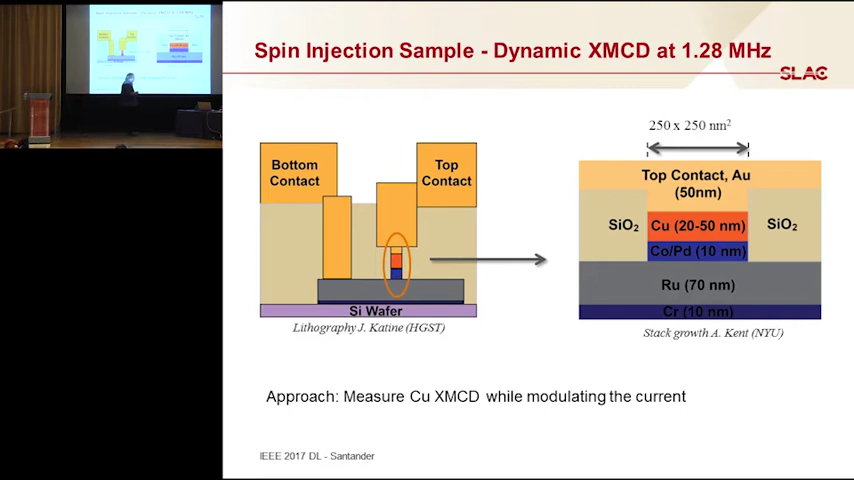 Spin Injection Sample - Dynamic XMCD at 1.28 MHz
SLAC
250 x 250 nm²
Bottom
Contact
Top
Contact
Top Contact, Au
(50nm)
SiO₂
Cu (20-50 nm)
SiO₂
Co/Pd (10 nm)
Ru (70 nm)
Cr (10 nm)
Si Wafer
Lithography J. Katine (HGST)
Stack growth A. Kent (NYU)
Approach: Measure Cu XMCD while modulating the current
IEEE 2017 DL - Santander